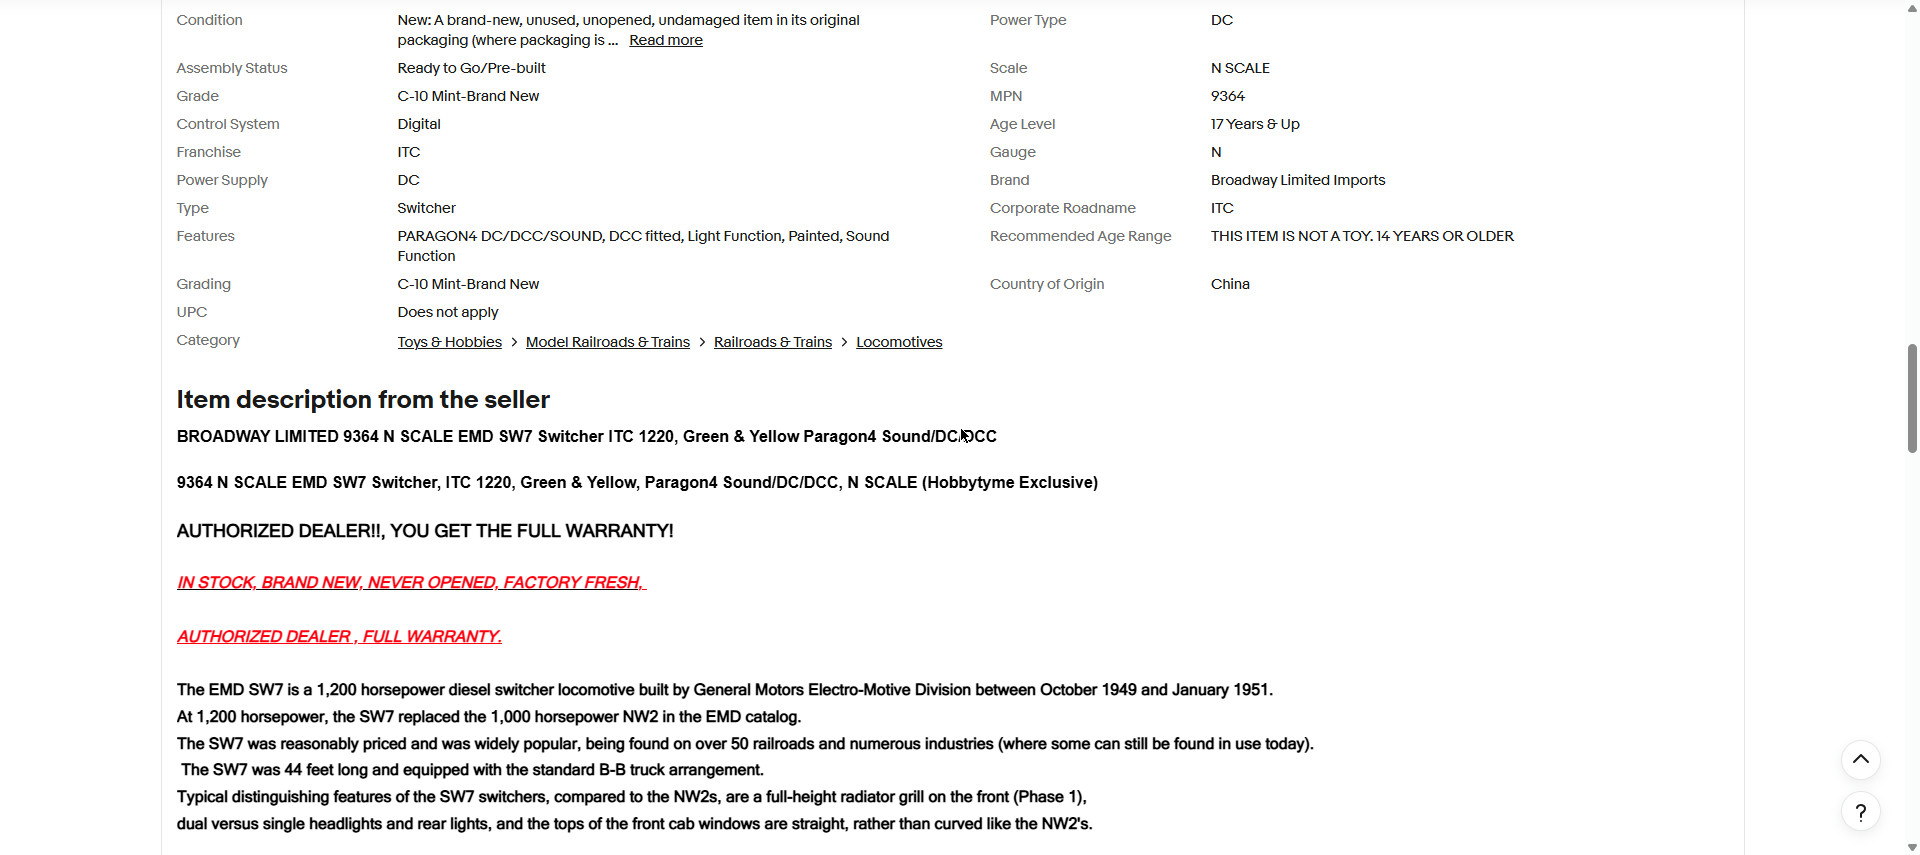 Condition New: A brand-new, unused, unopened, undamaged item in its original packaging (where packaging is ... Read more Power Type DC
Assembly Status Ready to Go/Pre-built Scale N SCALE
Grade C-10 Mint-Brand New MPN 9364
Control System Digital Age Level 17 Years & Up
Franchise ITC Gauge N
Power Supply DC Brand Broadway Limited Imports
Type Switcher Corporate Roadname ITC
Features PARAGON4 DC/DCC/SOUND, DCC fitted, Light Function, Painted, Sound Function Recommended Age Range THIS ITEM IS NOT A TOY. 14 YEARS OR OLDER
Grading C-10 Mint-Brand New Country of Origin China
UPC Does not apply
Category Toys & Hobbies > Model Railroads & Trains > Railroads & Trains > Locomotives
Item description from the seller
BROADWAY LIMITED 9364 N SCALE EMD SW7 Switcher ITC 1220, Green & Yellow Paragon4 Sound/DC/DCC
9364 N SCALE EMD SW7 Switcher, ITC 1220, Green & Yellow, Paragon4 Sound/DC/DCC, N SCALE (Hobbytyme Exclusive)
AUTHORIZED DEALER!!, YOU GET THE FULL WARRANTY!
IN STOCK, BRAND NEW, NEVER OPENED, FACTORY FRESH,
AUTHORIZED DEALER , FULL WARRANTY.
The EMD SW7 is a 1,200 horsepower diesel switcher locomotive built by General Motors Electro-Motive Division between October 1949 and January 1951.
At 1,200 horsepower, the SW7 replaced the 1,000 horsepower NW2 in the EMD catalog.
The SW7 was reasonably priced and was widely popular, being found on over 50 railroads and numerous industries (where some can still be found in use today).
The SW7 was 44 feet long and equipped with the standard B-B truck arrangement.
Typical distinguishing features of the SW7 switchers, compared to the NW2s, are a full-height radiator grill on the front (Phase 1),
dual versus single headlights and rear lights, and the tops of the front cab windows are straight, rather than curved like the NW2's.
?